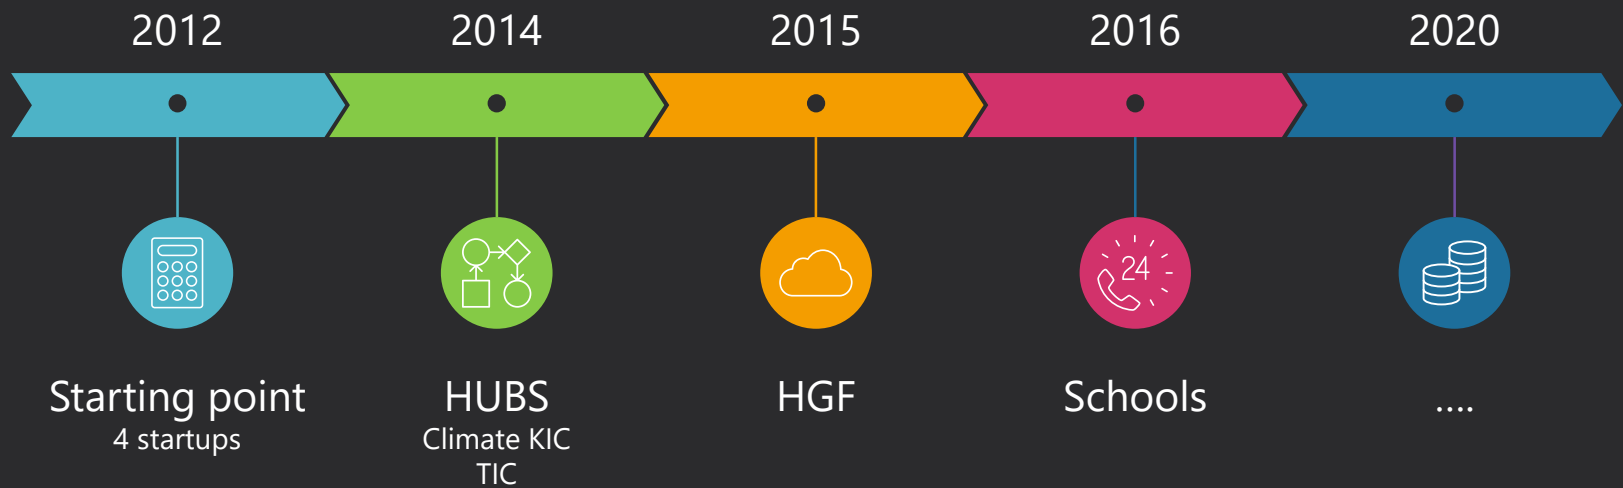 2012
2014
2015
2016
2020
24
Starting point
4 startups
HUBS
Climate KIC
TIC
HGF
Schools
....